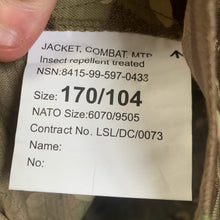 JACKET, COMBAT, MTP
Insect repellent treated
NSN:8415-99-597-0433
Size: 170/104
NATO Size:6070/9505
Contract No. LSL/DC/0073
Name:
No: